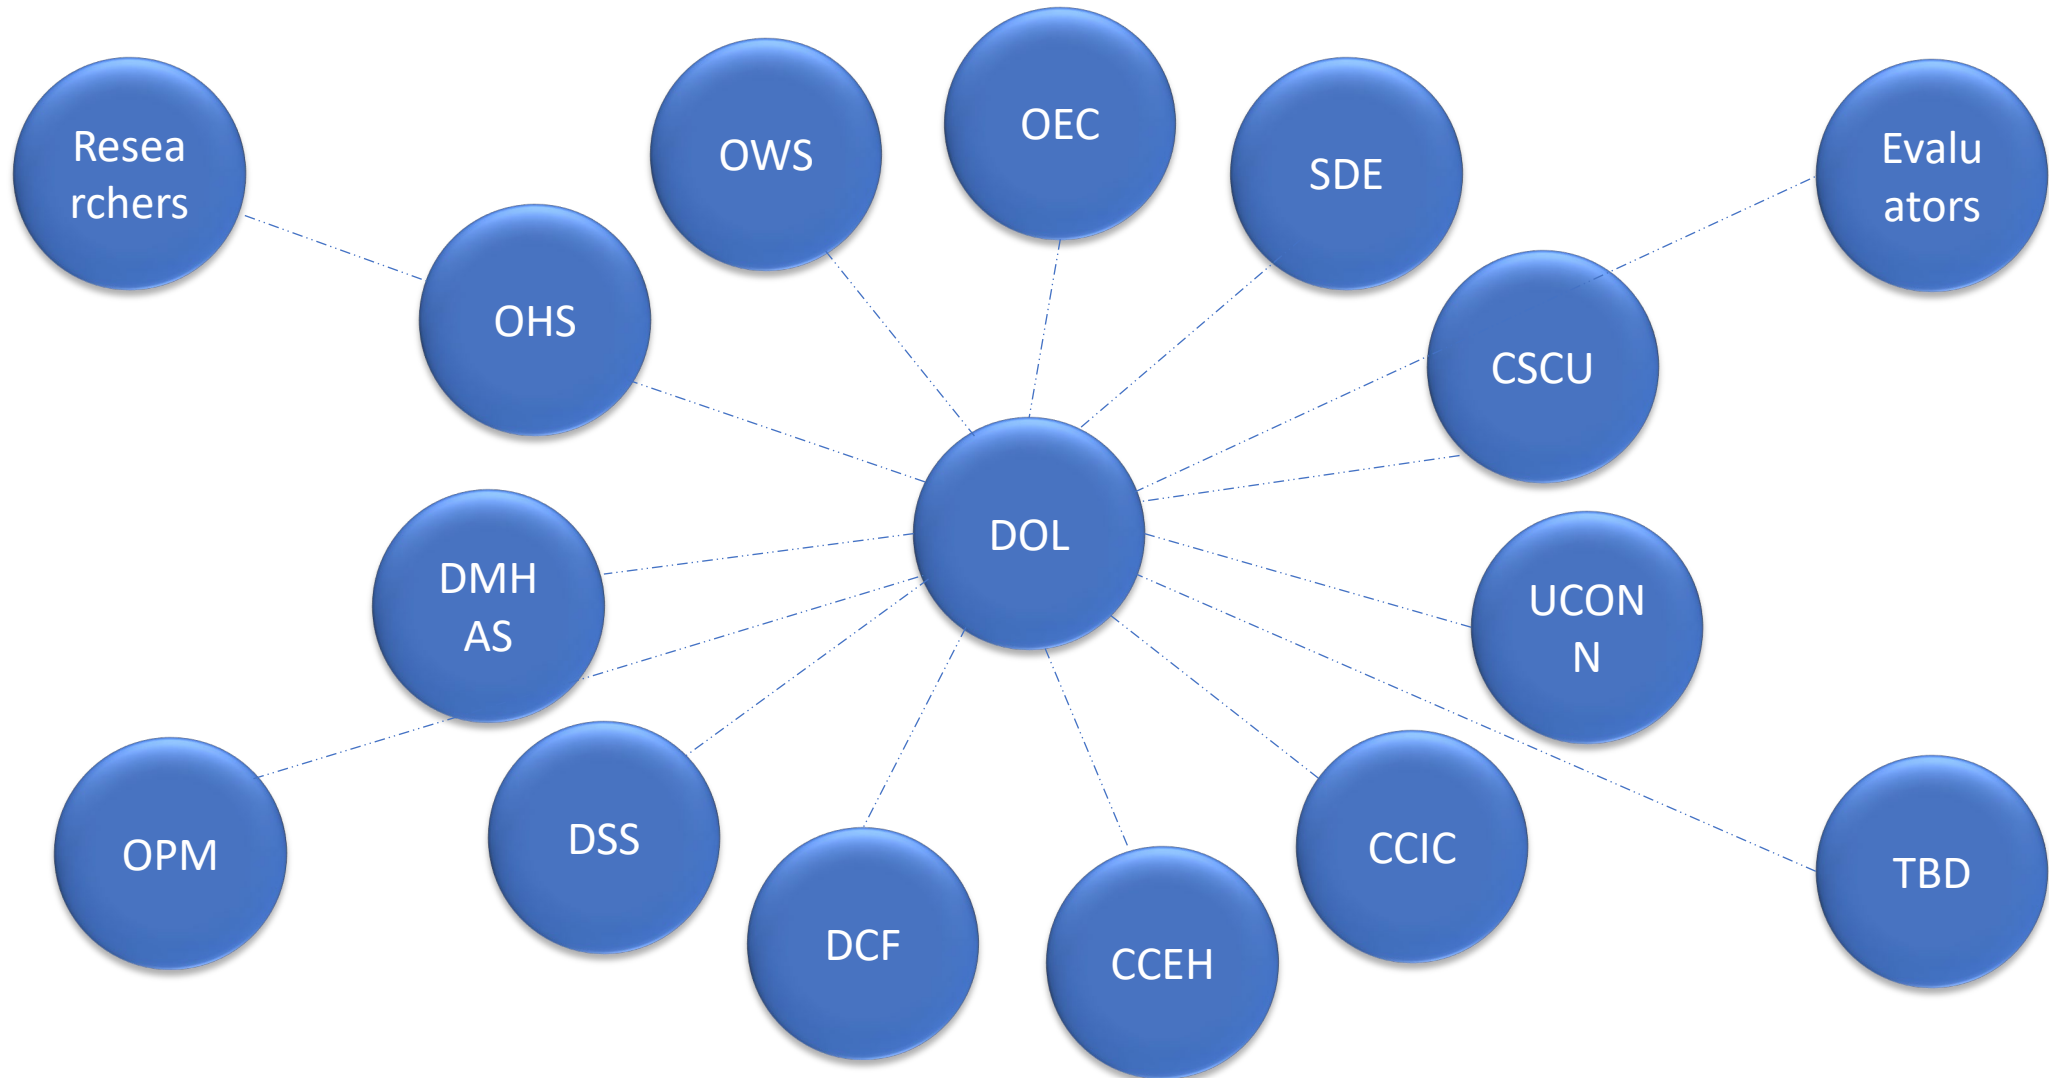 OEC
OWS
Resea
rchers
Evalu
ators
SDE
OHS
CSCU
DOL
DMH
AS
UCON
N
DSS
CCIC
OPM
TBD
DCF
CCEH